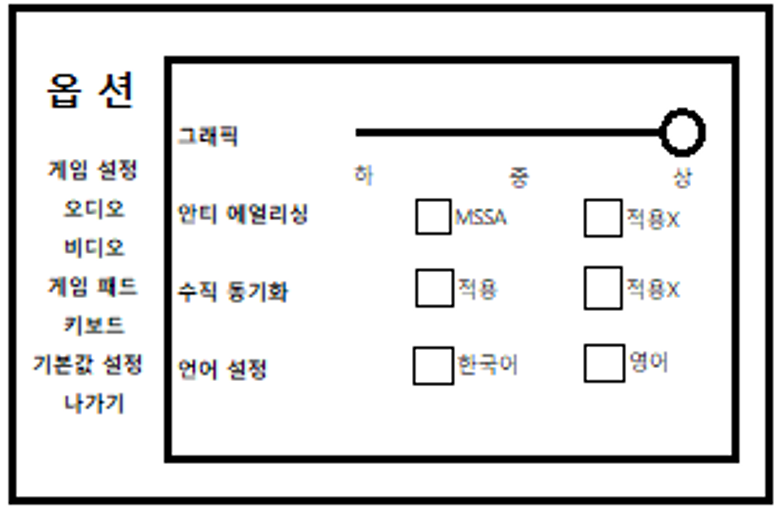 옵 션
게임 설정
오디오
비디오
게임 패드
키보드
기본값 설정
나가기
그래픽
하 중 상
안티 에얼리싱 MSSA 적용X
수직 동기화 적용 적용X
언어 설정 한국어 영어